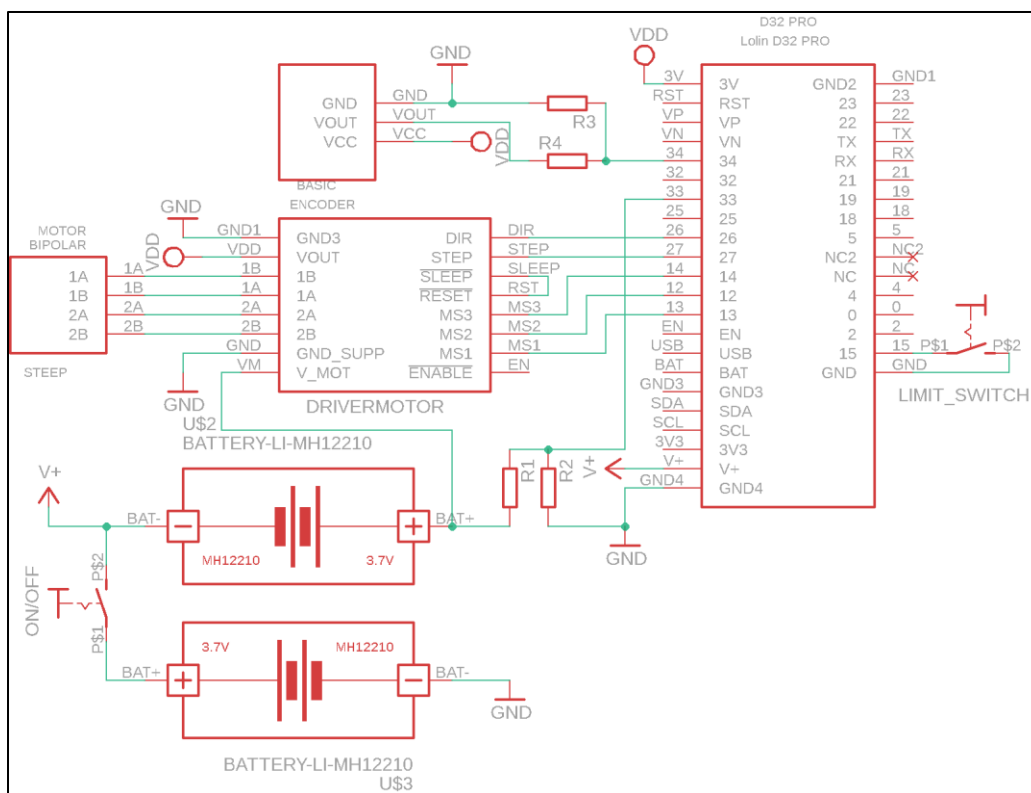 D32 PRO
Lolin D32 PRO
VDD
GND
3V 3V GND2 GND1
RST RST 23 23
VP VP 22 22
VN VN TX TX
34 34 RX RX
32 32 21 21
33 33 19 19
25 25 18 18
26 26 5 5
27 27 NC2 NC2
14 14 NC NC
12 12 4 4
13 13 0 0
EN EN 2 2
USB USB 15 15 P$1 P$2
BAT BAT GND GND
GND3 GND3 LIMIT_SWITCH
SDA SDA
SCL SCL
3V3 3V3
V+ V+ V+
GND4 GND4
GND GND
VOUT VOUT
VCC VCC VDD
R3
R4
BASIC
ENCODER
GND
MOTOR
BIPOLAR
VDD
1A 1A
1B 1B
2A 2A
2B 2B
STEEP
GND1 GND3 DIR DIR
VDD VOUT STEP STEP
1B SLEEP SLEEP
1A RESET RST
2A MS3 MS3
2B 2B MS2 MS2
GND GND_SUPP MS1 MS1
VM V_MOT ENABLE EN
GND
DRIVERMOTOR
U$2
BATTERY-LI-MH12210
V+
R1
R2
GND
BAT- - + BAT+
MH12210 3.7V
ON/OFF
P$2
P$1
3.7V MH12210
BAT+ + - BAT-
GND
BATTERY-LI-MH12210
U$3